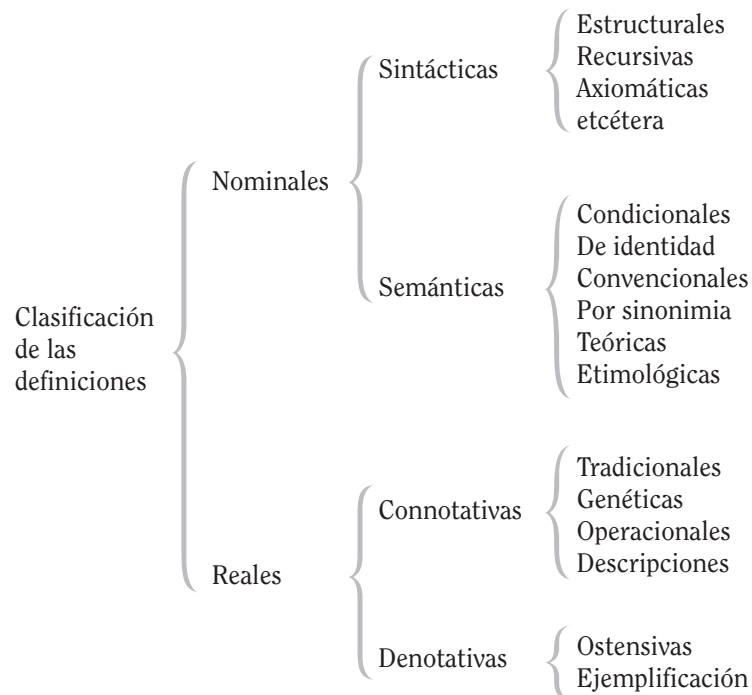 Clasificación
de las
definiciones
Nominales
Sintácticas
Estructurales
Recursivas
Axiomáticas
etcétera
Semánticas
Condicionales
De identidad
Convencionales
Por sinonimia
Teóricas
Etimológicas
Reales
Connotativas
Tradicionales
Genéticas
Operacionales
Descripciones
Denotativas
Ostensivas
Ejemplificación